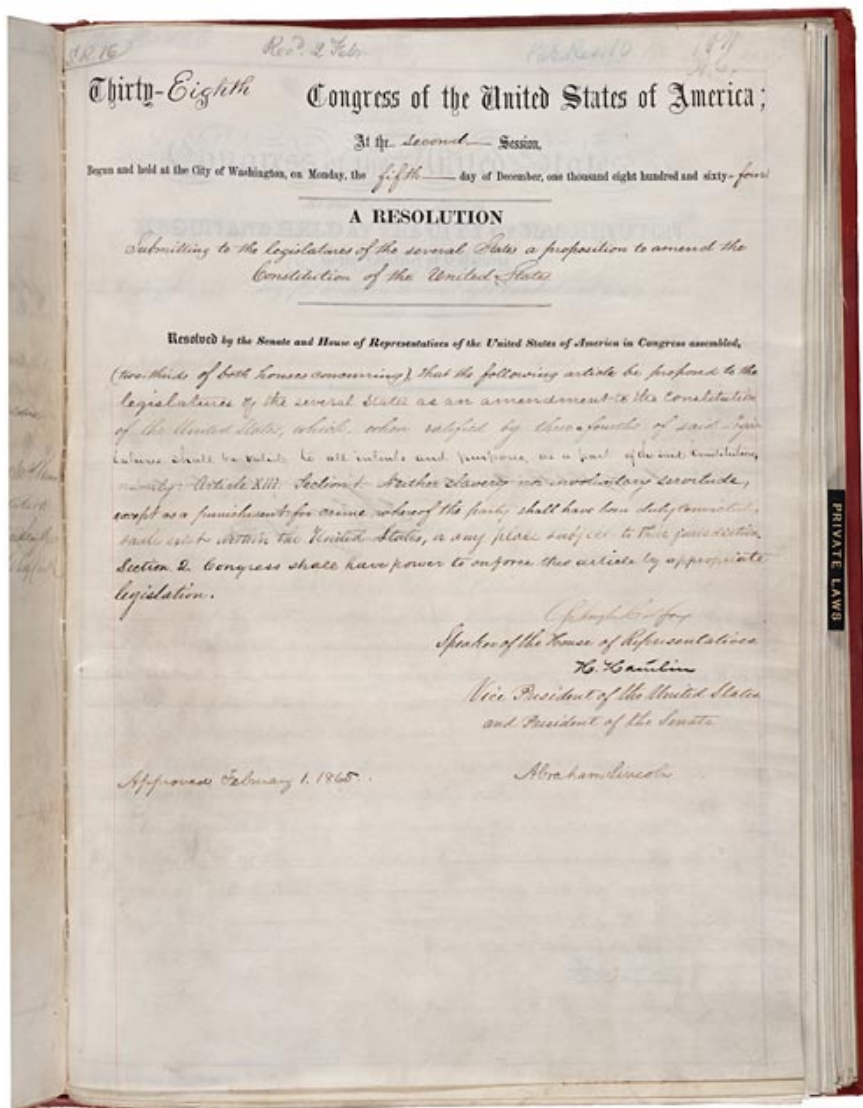 S.R. 16
Rec'd. 2 Feb.
Thirty-Eighth Congress of the United States of America;
At the second Session,
Begun and held at the City of Washington, on Monday, the fifth day of December, one thousand eight hundred and sixty-four
A RESOLUTION
Submitting to the legislatures of the several States a proposition to amend the
Constitution of the United States
Resolved by the Senate and House of Representatives of the United States of America in Congress assembled,
(two-thirds of both houses concurring), That the following article be proposed to the
legislatures of the several States as an amendment to the Constitution
of the United States, which, when ratified by three-fourths of said Legis-
latures shall be valid, to all intents and purposes, as a part of the said Constitution,
namely: Article XIII. Section 1. Neither slavery nor involuntary servitude,
except as a punishment for crime whereof the party shall have been duly convicted,
shall exist within the United States, or any place subject to their jurisdiction.
Section 2. Congress shall have power to enforce this article by appropriate
legislation.
Schuyler Colfax
Speaker of the House of Representatives
H. Hamlin
Vice President of the United States
and President of the Senate
Approved February 1. 1865.
Abraham Lincoln
PRIVATE LAWS